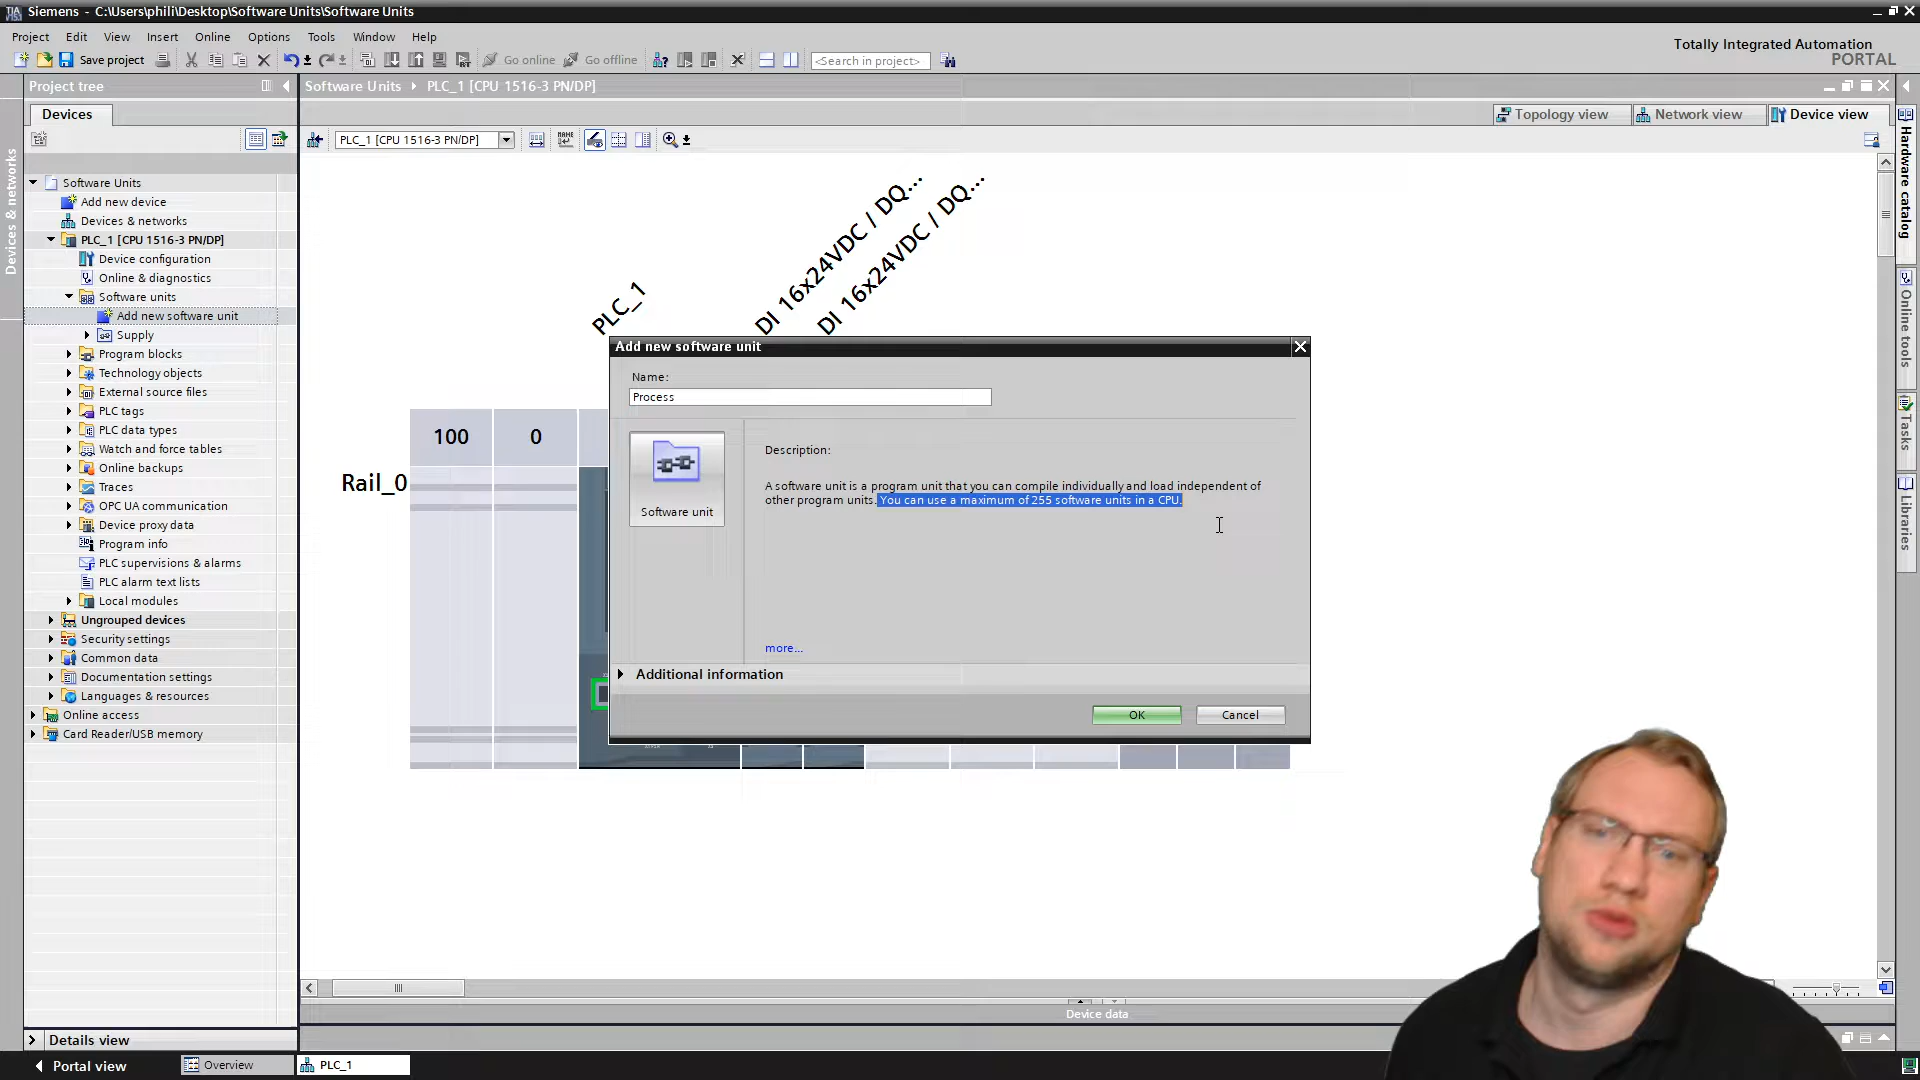 Siemens - C:\Users\phili\Desktop\Software Units\Software Units
Project Edit View Insert Online Options Tools Window Help
Save project
Go online
Go offline
<Search in project>
Totally Integrated Automation
PORTAL
Project tree
Software Units
PLC_1 [CPU 1516-3 PN/DP]
Devices
Topology view
Network view
Device view
PLC_1 [CPU 1516-3 PN/DP]
Devices & networks
Software Units
Add new device
Devices & networks
PLC_1 [CPU 1516-3 PN/DP]
Device configuration
Online & diagnostics
Software units
Add new software unit
Supply
Program blocks
Technology objects
External source files
PLC tags
PLC data types
Watch and force tables
Online backups
Traces
OPC UA communication
Device proxy data
Program info
PLC supervisions & alarms
PLC alarm text lists
Local modules
Ungrouped devices
Security settings
Common data
Documentation settings
Languages & resources
Online access
Card Reader/USB memory
PLC_1
DI 16x24VDC / DQ...
DI 16x24VDC / DQ...
100
0
Rail_0
Add new software unit
Name:
Process
Software unit
Description:
A software unit is a program unit that you can compile individually and load independent of
other program units. You can use a maximum of 255 software units in a CPU.
more...
Additional information
OK
Cancel
Hardware catalog
Online tools
Tasks
Libraries
Device data
Details view
Portal view
Overview
PLC_1